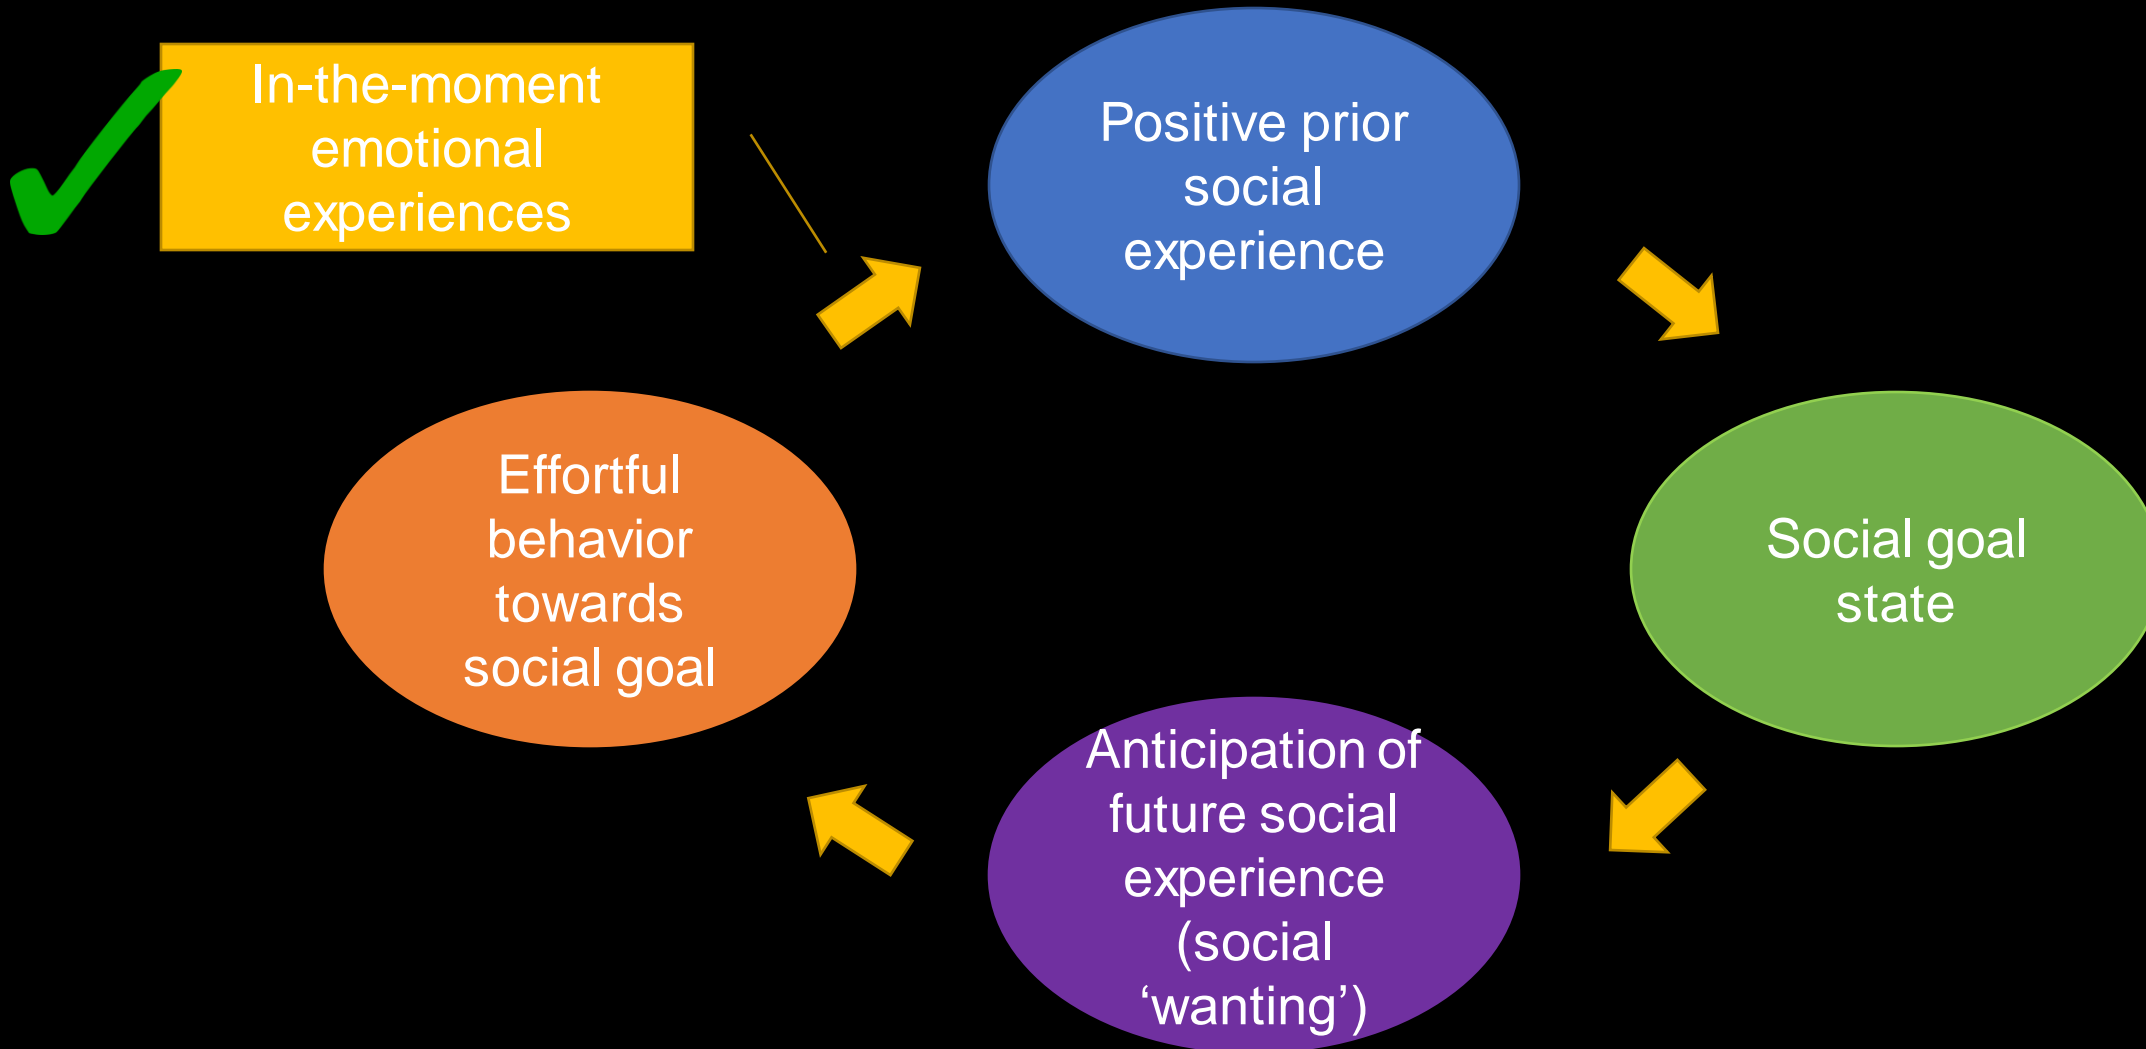 In-the-moment
emotional
experiences
Positive prior
social
experience
Social goal
state
Anticipation of
future social
experience
(social
‘wanting’)
Effortful
behavior
towards
social goal